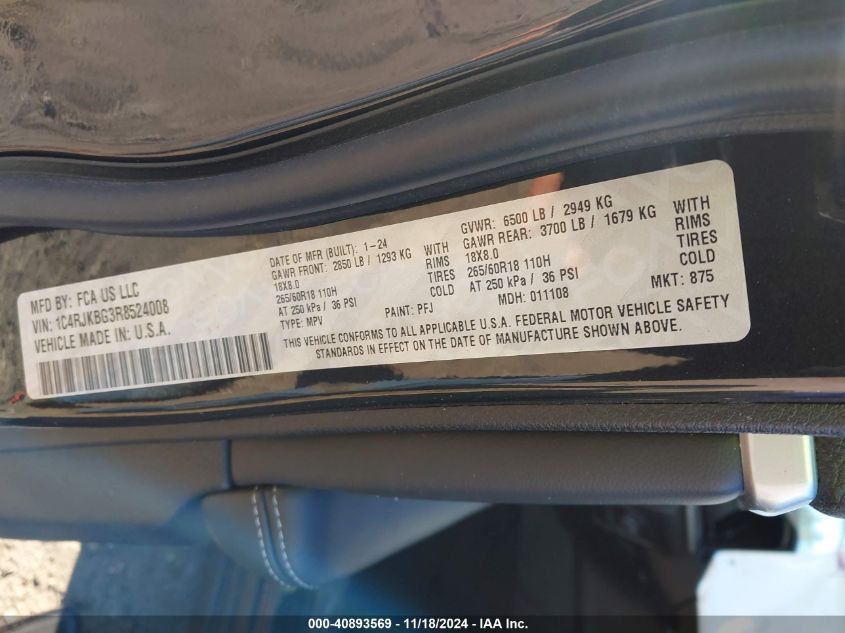 MFD BY: FCA US LLC
VIN: 1C4RJKBG3R8524008
VEHICLE MADE IN: U.S.A.
DATE OF MFR (BUILT): 1-24
GAWR FRONT: 2850 LB / 1293 KG WITH
18X8.0 RIMS
265/60R18 110H TIRES
AT 250 kPa / 36 PSI COLD
TYPE: MPV PAINT: PFJ
GVWR: 6500 LB / 2949 KG
GAWR REAR: 3700 LB / 1679 KG WITH
18X8.0 RIMS
265/60R18 110H TIRES
AT 250 kPa / 36 PSI COLD
MDH: 011108 MKT: 875
THIS VEHICLE CONFORMS TO ALL APPLICABLE U.S.A. FEDERAL MOTOR VEHICLE SAFETY
STANDARDS IN EFFECT ON THE DATE OF MANUFACTURE SHOWN ABOVE.
000-40893569 - 11/18/2024 - IAA Inc.